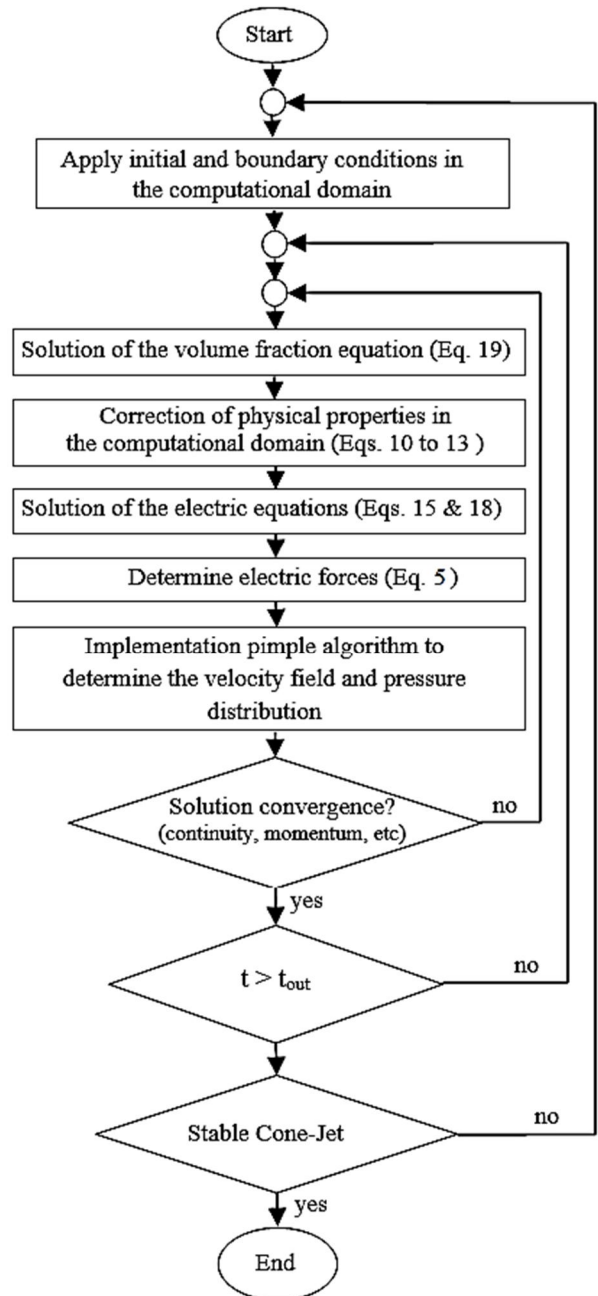 Start
Apply initial and boundary conditions in
the computational domain
Solution of the volume fraction equation (Eq. 19)
Correction of physical properties in
the computational domain (Eqs. 10 to 13 )
Solution of the electric equations (Eqs. 15 & 18)
Determine electric forces (Eq. 5 )
Implementation pimple algorithm to
determine the velocity field and pressure
distribution
Solution convergence?
(continuity, momentum, etc)
no
yes
t > tout
no
Stable Cone-Jet
no
yes
End